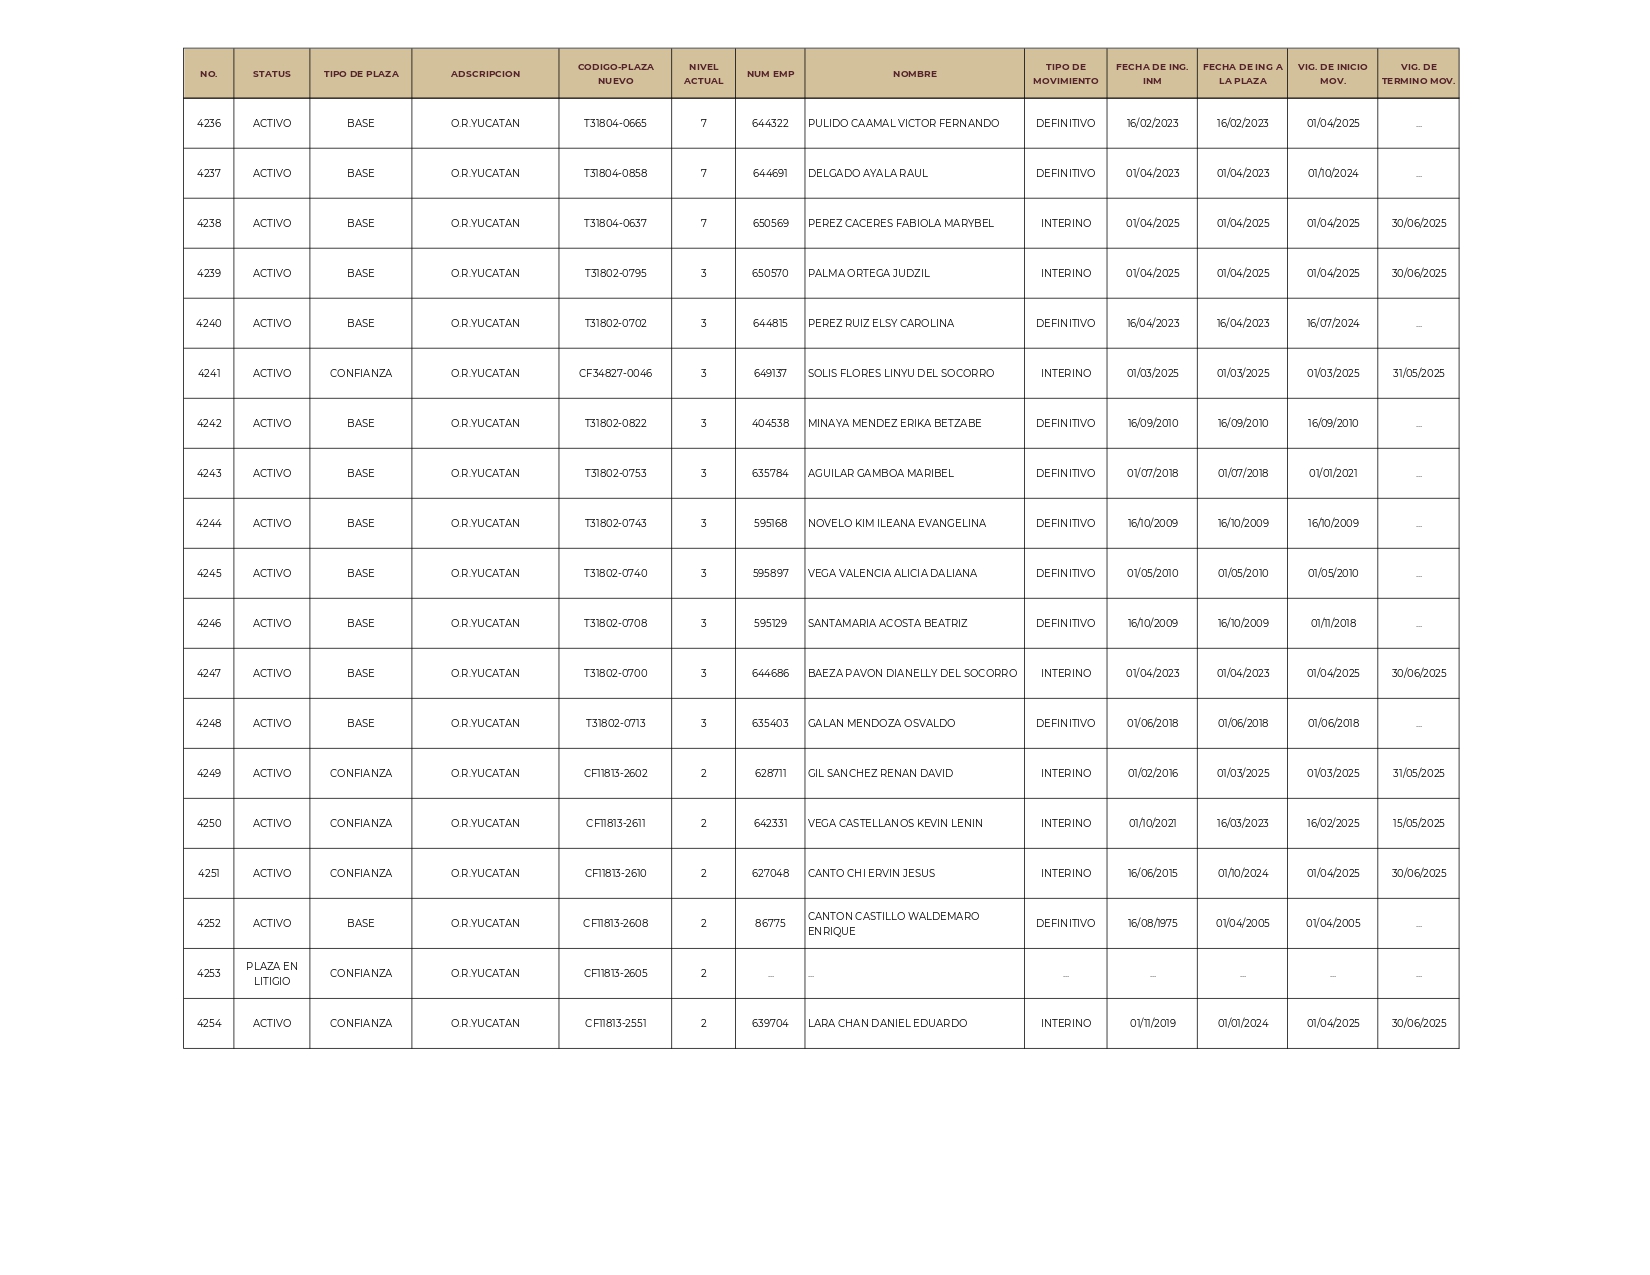 NO. STATUS TIPO DE PLAZA ADSCRIPCION CODIGO-PLAZA NUEVO NIVEL ACTUAL NUM EMP NOMBRE TIPO DE MOVIMIENTO FECHA DE ING. INM FECHA DE ING A LA PLAZA VIG. DE INICIO MOV. VIG. DE TERMINO MOV.
4236 ACTIVO BASE O.R.YUCATAN T31804-0665 7 644322 PULIDO CAAMAL VICTOR FERNANDO DEFINITIVO 16/02/2023 16/02/2023 01/04/2025 ...
4237 ACTIVO BASE O.R.YUCATAN T31804-0858 7 644691 DELGADO AYALA RAUL DEFINITIVO 01/04/2023 01/04/2023 01/10/2024 ...
4238 ACTIVO BASE O.R.YUCATAN T31804-0637 7 650569 PEREZ CACERES FABIOLA MARYBEL INTERINO 01/04/2025 01/04/2025 01/04/2025 30/06/2025
4239 ACTIVO BASE O.R.YUCATAN T31802-0795 3 650570 PALMA ORTEGA JUDZIL INTERINO 01/04/2025 01/04/2025 01/04/2025 30/06/2025
4240 ACTIVO BASE O.R.YUCATAN T31802-0702 3 644815 PEREZ RUIZ ELSY CAROLINA DEFINITIVO 16/04/2023 16/04/2023 16/07/2024 ...
4241 ACTIVO CONFIANZA O.R.YUCATAN CF34827-0046 3 649137 SOLIS FLORES LINYU DEL SOCORRO INTERINO 01/03/2025 01/03/2025 01/03/2025 31/05/2025
4242 ACTIVO BASE O.R.YUCATAN T31802-0822 3 404538 MINAYA MENDEZ ERIKA BETZABE DEFINITIVO 16/09/2010 16/09/2010 16/09/2010 ...
4243 ACTIVO BASE O.R.YUCATAN T31802-0753 3 635784 AGUILAR GAMBOA MARIBEL DEFINITIVO 01/07/2018 01/07/2018 01/01/2021 ...
4244 ACTIVO BASE O.R.YUCATAN T31802-0743 3 595168 NOVELO KIM ILEANA EVANGELINA DEFINITIVO 16/10/2009 16/10/2009 16/10/2009 ...
4245 ACTIVO BASE O.R.YUCATAN T31802-0740 3 595897 VEGA VALENCIA ALICIA DALIANA DEFINITIVO 01/05/2010 01/05/2010 01/05/2010 ...
4246 ACTIVO BASE O.R.YUCATAN T31802-0708 3 595129 SANTAMARIA ACOSTA BEATRIZ DEFINITIVO 16/10/2009 16/10/2009 01/11/2018 ...
4247 ACTIVO BASE O.R.YUCATAN T31802-0700 3 644686 BAEZA PAVON DIANELLY DEL SOCORRO INTERINO 01/04/2023 01/04/2023 01/04/2025 30/06/2025
4248 ACTIVO BASE O.R.YUCATAN T31802-0713 3 635403 GALAN MENDOZA OSVALDO DEFINITIVO 01/06/2018 01/06/2018 01/06/2018 ...
4249 ACTIVO CONFIANZA O.R.YUCATAN CF11813-2602 2 628711 GIL SANCHEZ RENAN DAVID INTERINO 01/02/2016 01/03/2025 01/03/2025 31/05/2025
4250 ACTIVO CONFIANZA O.R.YUCATAN CF11813-2611 2 642331 VEGA CASTELLANOS KEVIN LENIN INTERINO 01/10/2021 16/03/2023 16/02/2025 15/05/2025
4251 ACTIVO CONFIANZA O.R.YUCATAN CF11813-2610 2 627048 CANTO CHI ERVIN JESUS INTERINO 16/06/2015 01/10/2024 01/04/2025 30/06/2025
4252 ACTIVO BASE O.R.YUCATAN CF11813-2608 2 86775 CANTON CASTILLO WALDEMARO ENRIQUE DEFINITIVO 16/08/1975 01/04/2005 01/04/2005 ...
4253 PLAZA EN LITIGIO CONFIANZA O.R.YUCATAN CF11813-2605 2 ... ... ... ... ... ... ...
4254 ACTIVO CONFIANZA O.R.YUCATAN CF11813-2551 2 639704 LARA CHAN DANIEL EDUARDO INTERINO 01/11/2019 01/01/2024 01/04/2025 30/06/2025